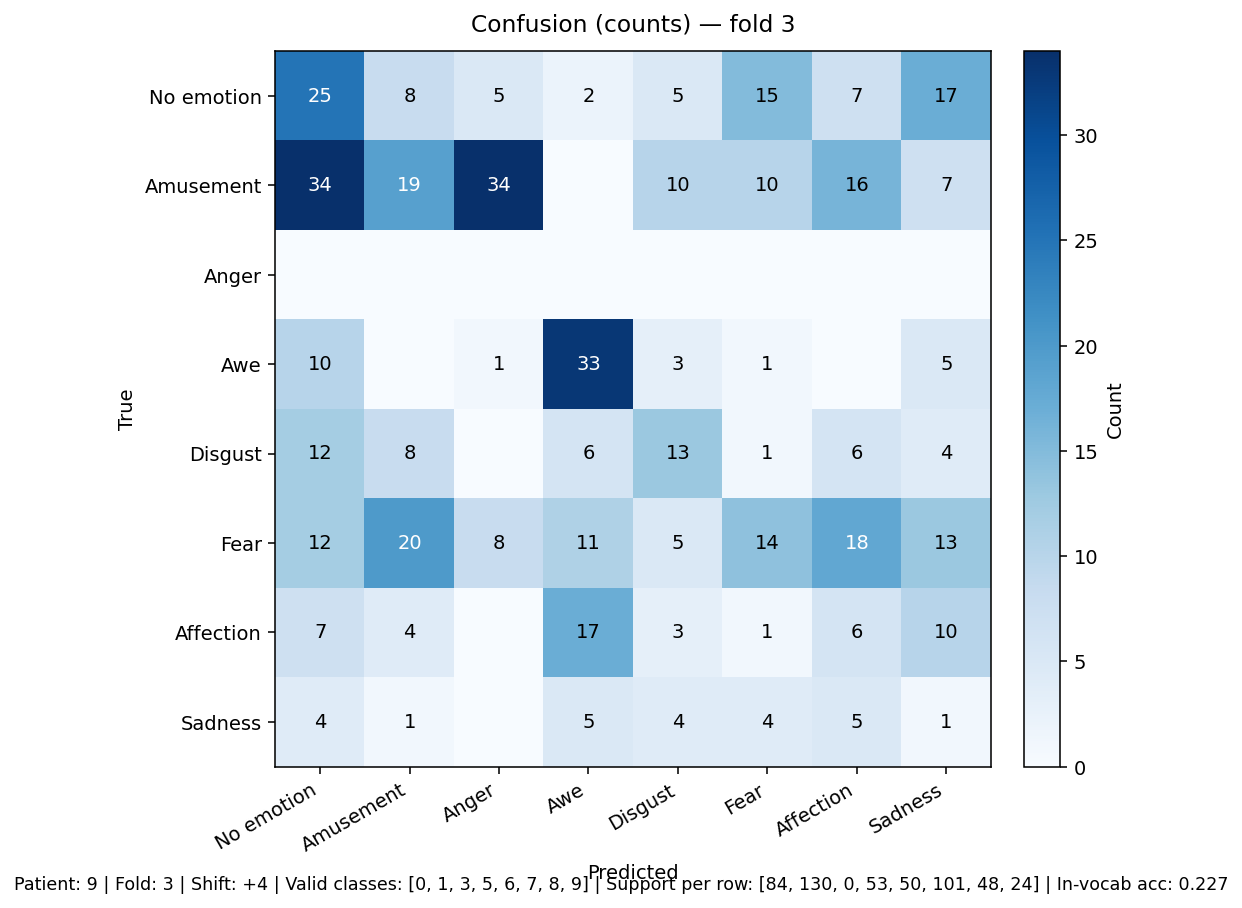 Confusion (counts) — fold 3
No emotion 25 8 5 2 5 15 7 17
Amusement 34 19 34 10 10 16 7
Anger
Awe 10 1 33 3 1 5
Disgust 12 8 6 13 1 6 4
Fear 12 20 8 11 5 14 18 13
Affection 7 4 17 3 1 6 10
Sadness 4 1 5 4 4 5 1
True
No emotion Amusement Anger Awe Disgust Fear Affection Sadness
Predicted
30
25
20
15
10
5
0
Count
Patient: 9 | Fold: 3 | Shift: +4 | Valid classes: [0, 1, 3, 5, 6, 7, 8, 9] | Support per row: [84, 130, 0, 53, 50, 101, 48, 24] | In-vocab acc: 0.227